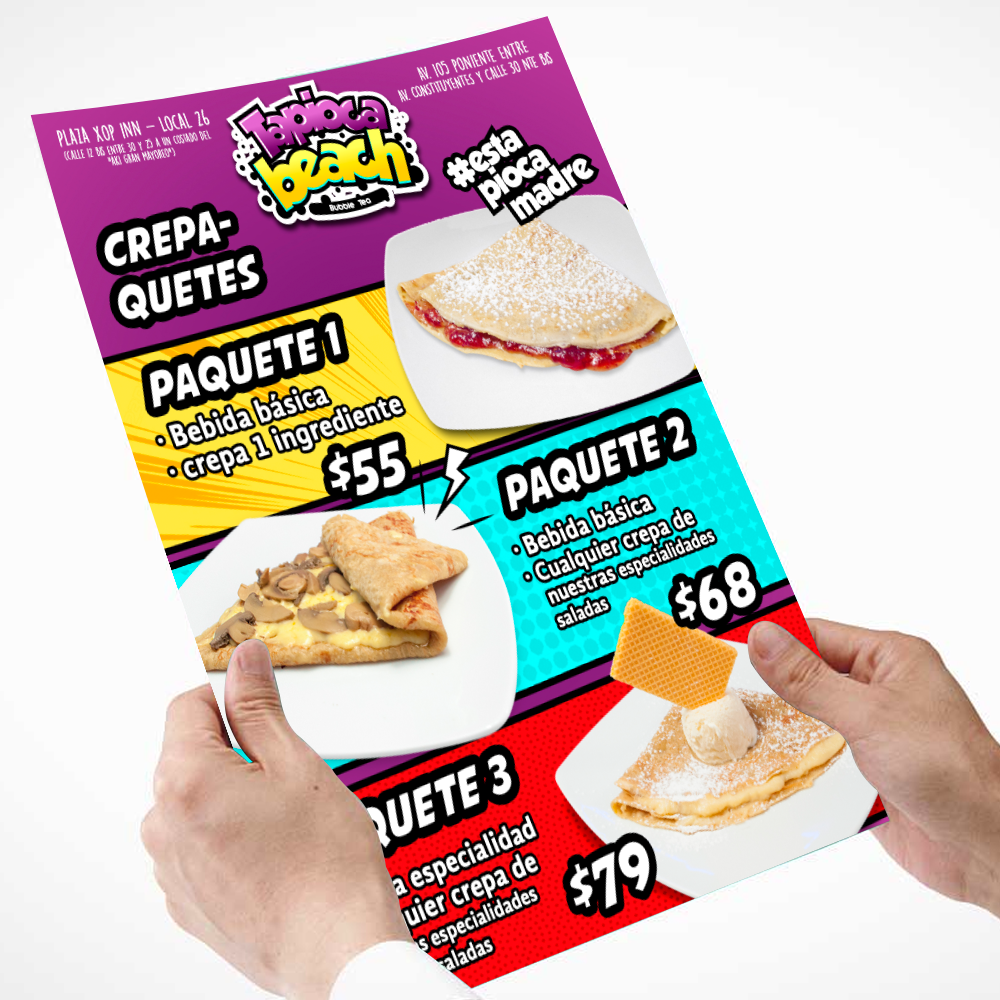 PLAZA XOP INN – LOCAL 26
(CALLE 12 BIS ENTRE 30 Y 25 A UN COSTADO DEL
"AKI GRAN MAYOREO")
Tapioca
beach
Bubble Tea
AV. 105 PONIENTE ENTRE
AV. CONSTITUYENTES Y CALLE 30 NTE BIS
#esta
pioca
madre
CREPA-
QUETES
PAQUETE 1
· Bebida básica
· crepa 1 ingrediente
$55
PAQUETE 2
· Bebida básica
· Cualquier crepa de
nuestras especialidades
saladas
$68
QUETE 3
a especialidad
uier crepa de
s especialidades
aladas
$79